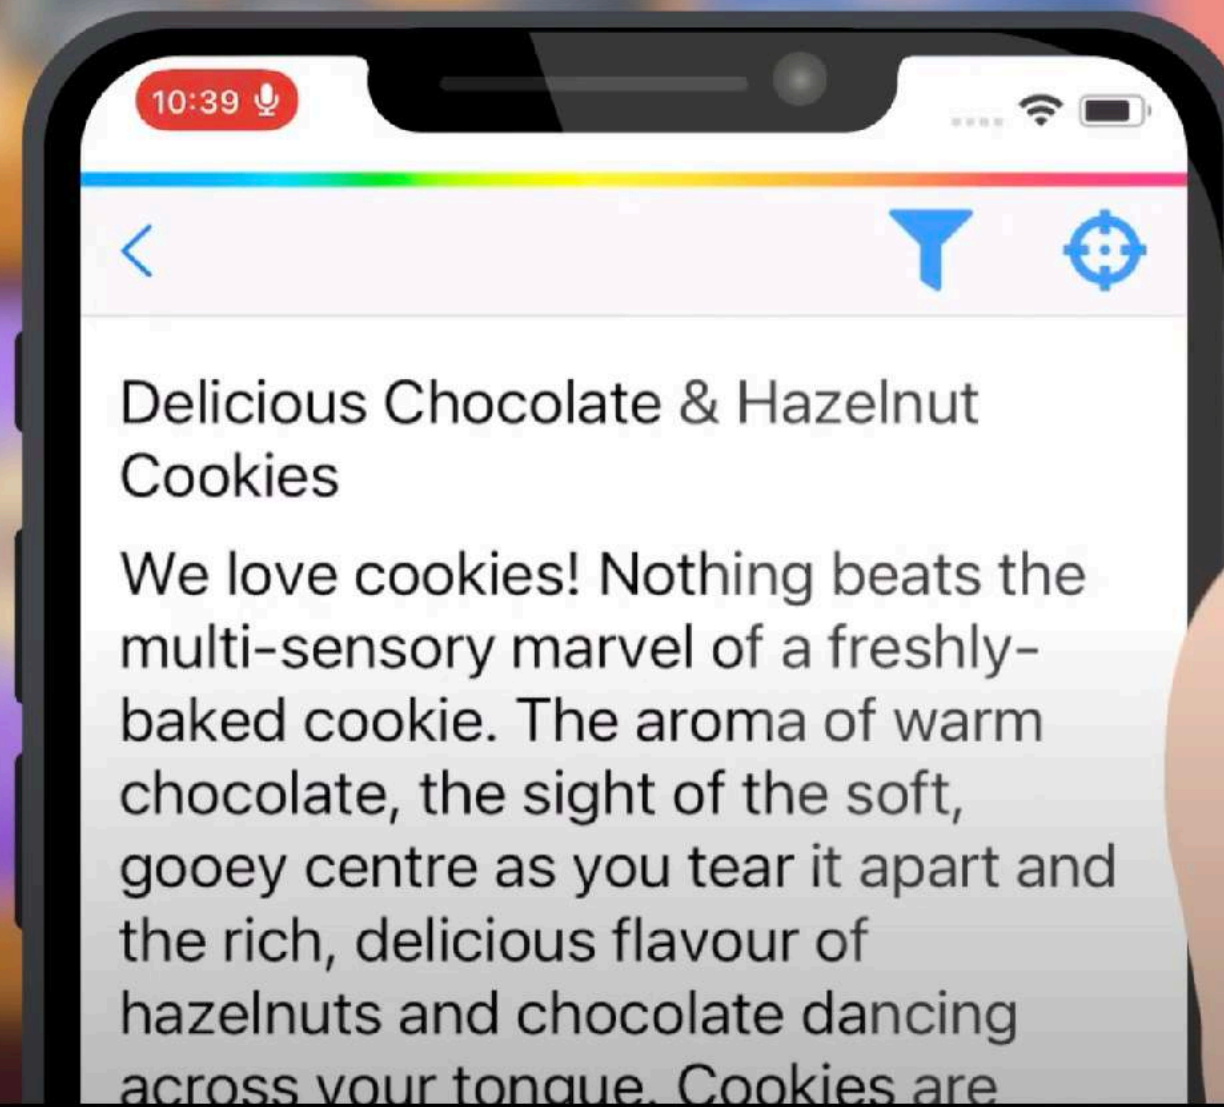 10:39
Delicious Chocolate & Hazelnut
Cookies
We love cookies! Nothing beats the
multi-sensory marvel of a freshly-
baked cookie. The aroma of warm
chocolate, the sight of the soft,
gooey centre as you tear it apart and
the rich, delicious flavour of
hazelnuts and chocolate dancing
across your tongue. Cookies are